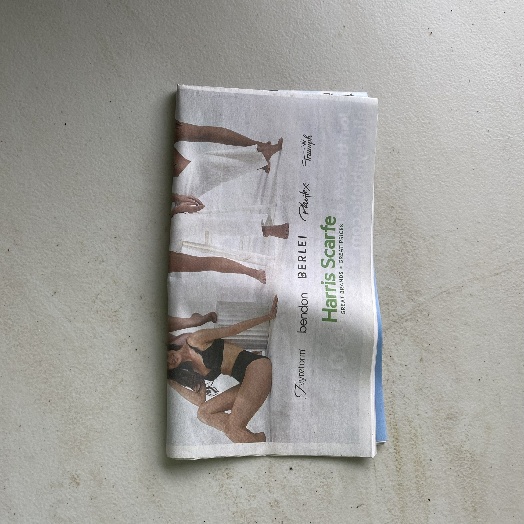 bendon
BERLEI
Playtex
Triumph
Harris Scarfe
GREAT BRANDS • GREAT PRICES